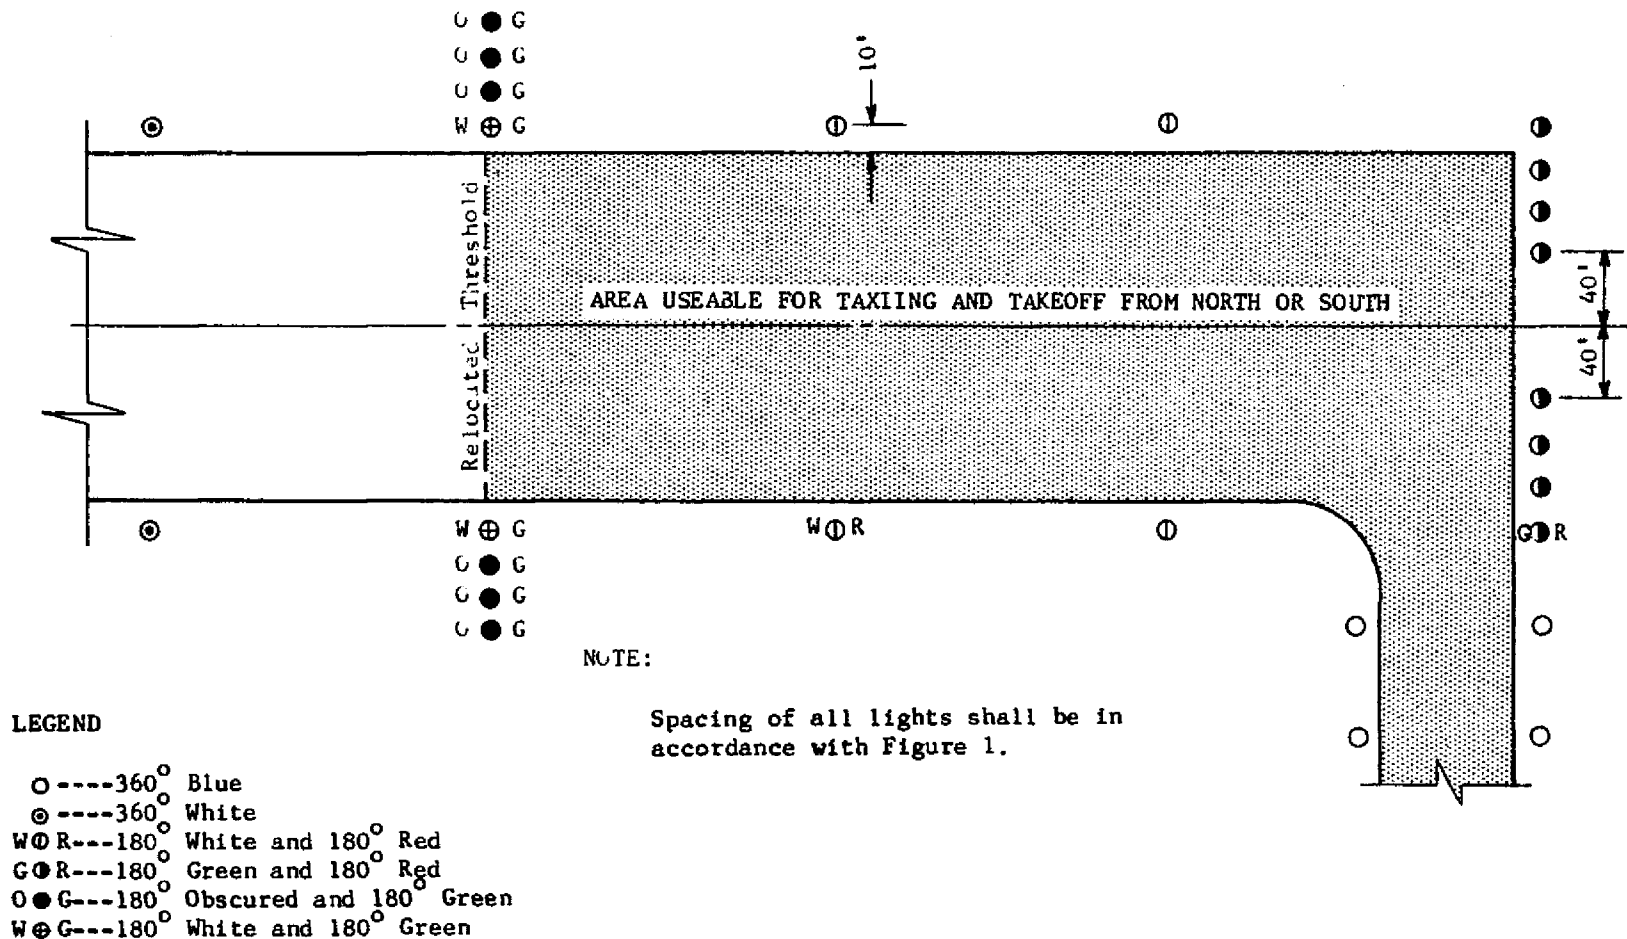 O G
O G
O G
W G
10'
Relocated Threshold
AREA USEABLE FOR TAXIING AND TAKEOFF FROM NORTH OR SOUTH
40'
40'
W G
W R
G R
O G
O G
O G
NOTE:
Spacing of all lights shall be in
accordance with Figure 1.
LEGEND
----360° Blue
----360° White
W R---180° White and 180° Red
G R---180° Green and 180° Red
O G---180° Obscured and 180° Green
W G---180° White and 180° Green